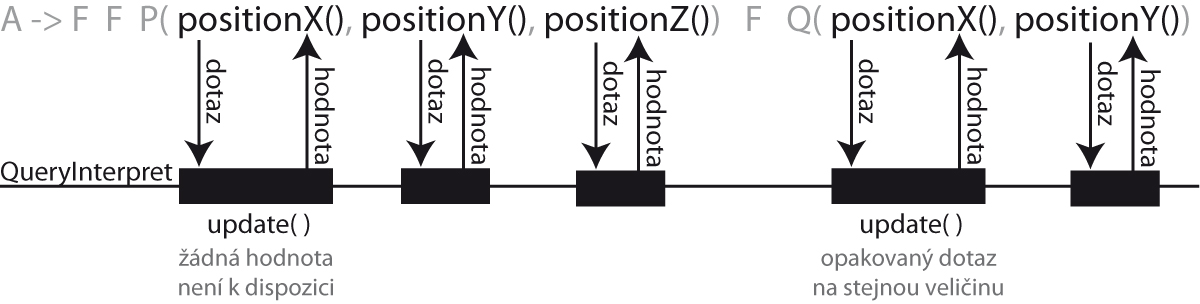 A -> F F P( positionX(), positionY(), positionZ()) F Q( positionX(), positionY())
dotaz hodnota dotaz hodnota dotaz hodnota dotaz hodnota dotaz hodnota
QueryInterpret
update( ) update( )
žádná hodnota opakovaný dotaz
není k dispozici na stejnou veličinu